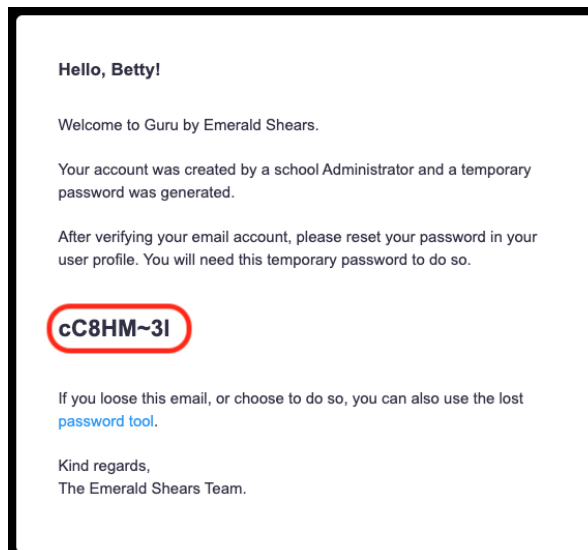 Hello, Betty!
Welcome to Guru by Emerald Shears.
Your account was created by a school Administrator and a temporary
password was generated.
After verifying your email account, please reset your password in your
user profile. You will need this temporary password to do so.
cC8HM~3l
If you loose this email, or choose to do so, you can also use the lost
password tool.
Kind regards,
The Emerald Shears Team.